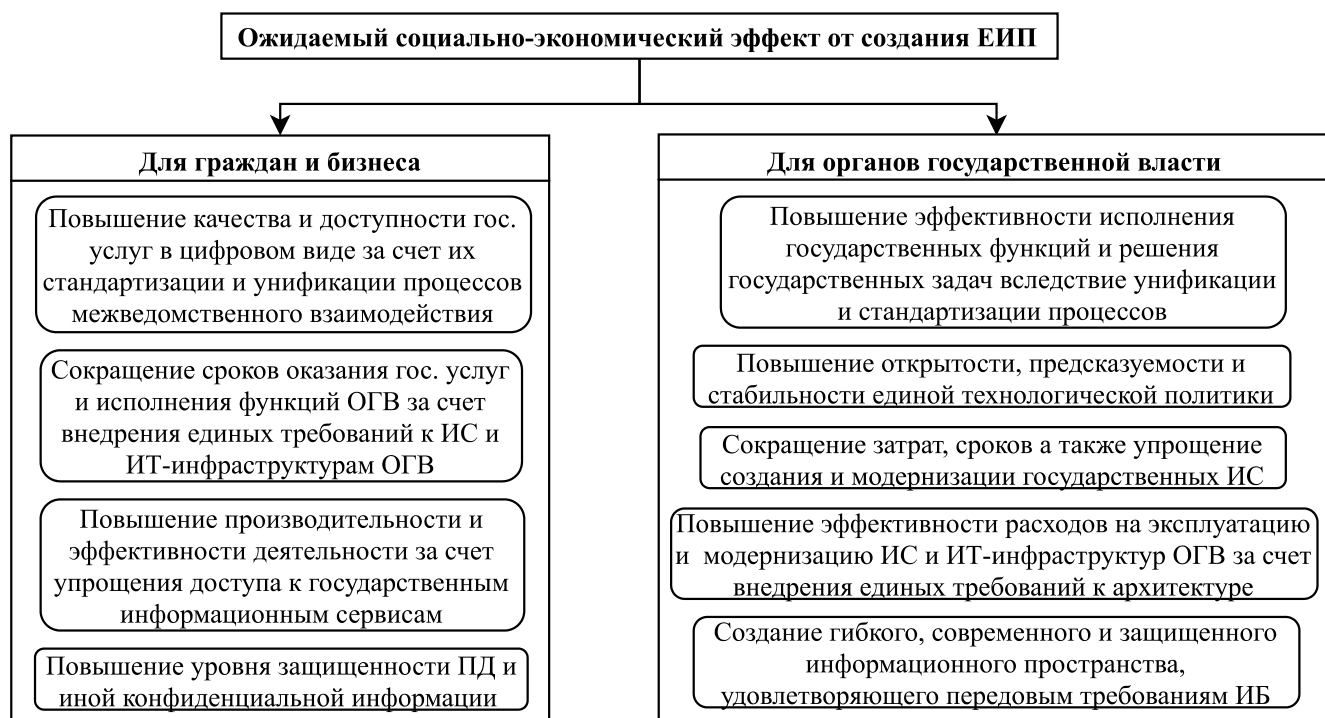 Ожидаемый социально-экономический эффект от создания ЕИП
Для граждан и бизнеса
Повышение качества и доступности гос.
услуг в цифровом виде за счет их
стандартизации и унификации процессов
межведомственного взаимодействия
Сокращение сроков оказания гос. услуг
и исполнения функций ОГВ за счет
внедрения единых требований к ИС и
ИТ-инфраструктурам ОГВ
Повышение производительности и
эффективности деятельности за счет
упрощения доступа к государственным
информационным сервисам
Повышение уровня защищенности ПД и
иной конфиденциальной информации
Для органов государственной власти
Повышение эффективности исполнения
государственных функций и решения
государственных задач вследствие унификации
и стандартизации процессов
Повышение открытости, предсказуемости и
стабильности единой технологической политики
Сокращение затрат, сроков а также упрощение
создания и модернизации государственных ИС
Повышение эффективности расходов на эксплуатацию
и модернизацию ИС и ИТ-инфраструктур ОГВ за счет
внедрения единых требований к архитектуре
Создание гибкого, современного и защищенного
информационного пространства,
удовлетворяющего передовым требованиям ИБ